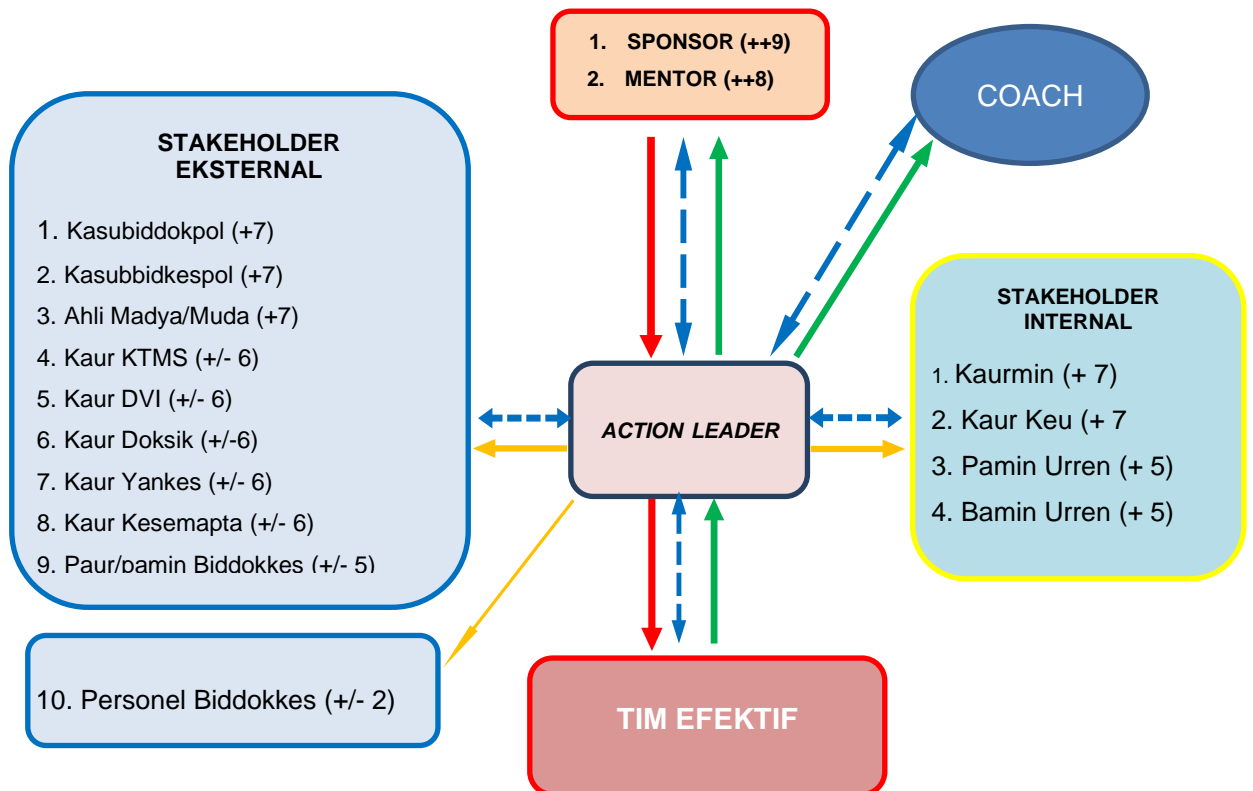 1. SPONSOR (++9)
2. MENTOR (++8)
COACH
STAKEHOLDER
EKSTERNAL
1. Kasubiddokpol (+7)
2. Kasubbidkespol (+7)
3. Ahli Madya/Muda (+7)
4. Kaur KTMS (+/- 6)
5. Kaur DVI (+/- 6)
6. Kaur Doksik (+/-6)
7. Kaur Yankes (+/- 6)
8. Kaur Kesemapta (+/- 6)
9. Paur/pamin Biddokkes (+/- 5)
10. Personel Biddokkes (+/- 2)
ACTION LEADER
STAKEHOLDER
INTERNAL
1. Kaurmin (+ 7)
2. Kaur Keu (+ 7
3. Pamin Urren (+ 5)
4. Bamin Urren (+ 5)
TIM EFEKTIF